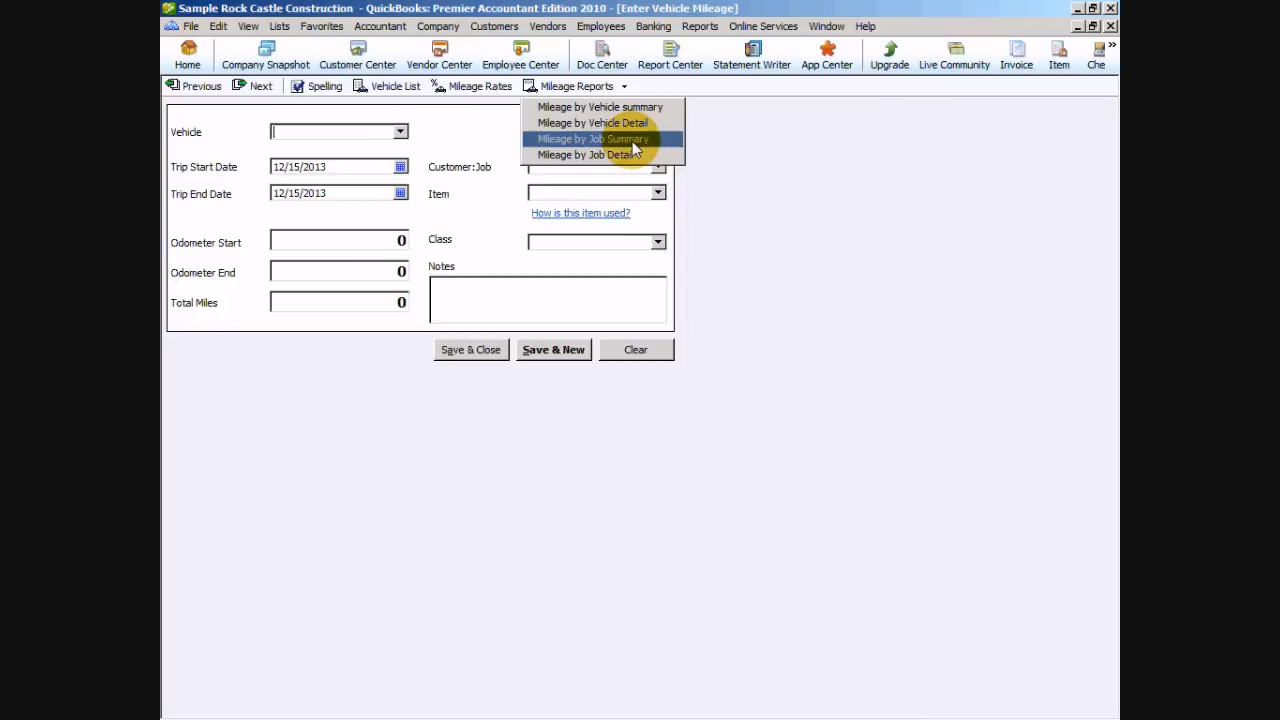 Sample Rock Castle Construction - QuickBooks: Premier Accountant Edition 2010 - [Enter Vehicle Mileage]
File Edit View Lists Favorites Accountant Company Customers Vendors Employees Banking Reports Online Services Window Help
Home Company Snapshot Customer Center Vendor Center Employee Center Doc Center Report Center Statement Writer App Center Upgrade Live Community Invoice Item Che »
Previous Next Spelling Vehicle List Mileage Rates Mileage Reports
Mileage by Vehicle summary
Mileage by Vehicle Detail
Mileage by Job Summary
Mileage by Job Detail
Vehicle
Trip Start Date 12/15/2013 Customer:Job
Trip End Date 12/15/2013 Item
How is this item used?
Odometer Start 0 Class
Odometer End 0 Notes
Total Miles 0
Save & Close Save & New Clear